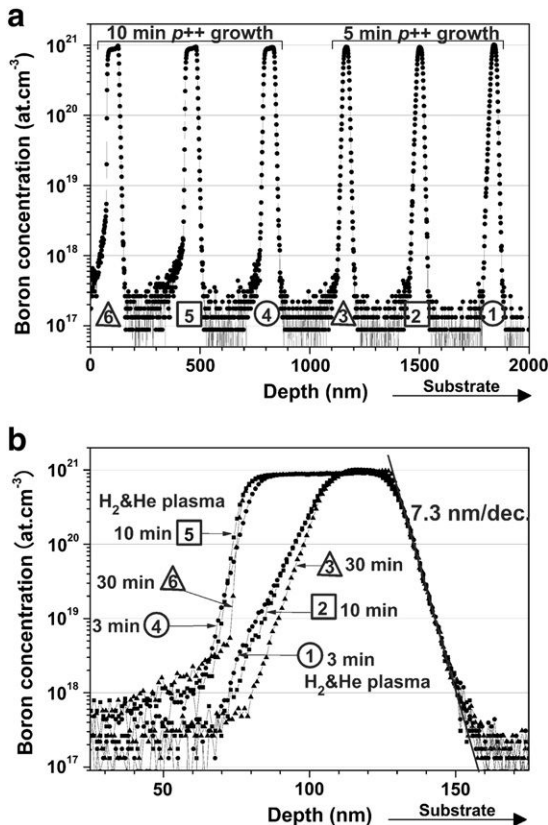 a
10 min p++ growth
5 min p++ growth
Boron concentration (at.cm⁻³)
10²¹
10²⁰
10¹⁹
10¹⁸
10¹⁷
6
5
4
3
2
1
0
500
1000
1500
2000
Depth (nm)
Substrate
b
Boron concentration (at.cm⁻³)
10²¹
10²⁰
10¹⁹
10¹⁸
10¹⁷
H₂&He plasma
10 min 5
30 min 6
3 min 4
7.3 nm/dec.
3 30 min
2 10 min
1 3 min
H₂&He plasma
50
100
150
Depth (nm)
Substrate